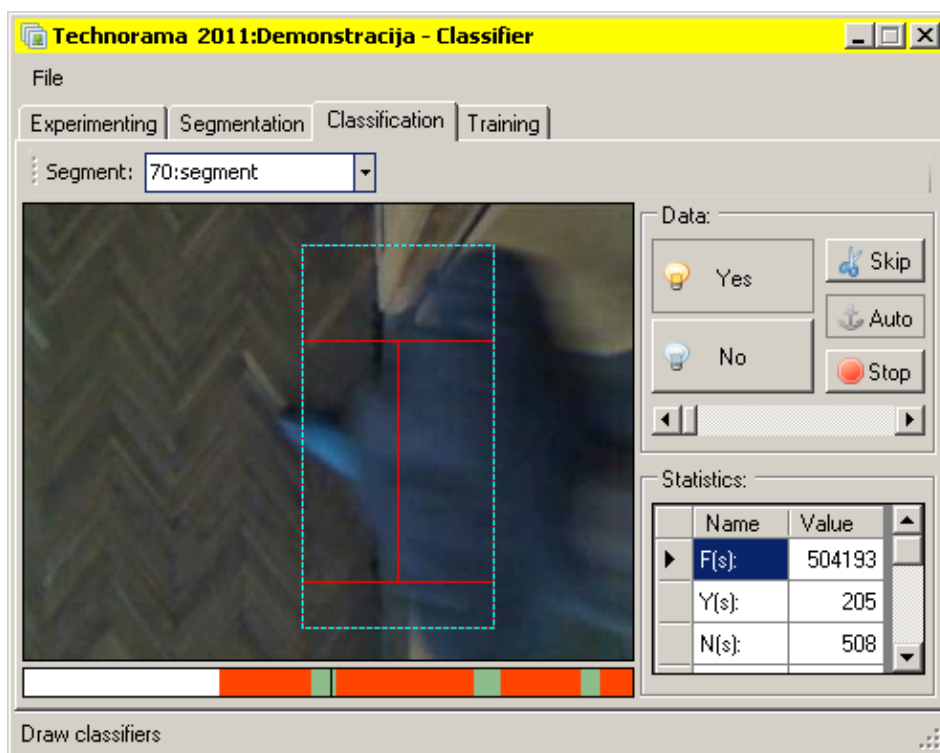 Technorama 2011:Demonstracija - Classifier
File
Experimenting Segmentation Classification Training
Segment: 70:segment
Data:
Yes
Skip
Auto
No
Stop
Statistics:
Name Value
F(s): 504193
Y(s): 205
N(s): 508
Draw classifiers